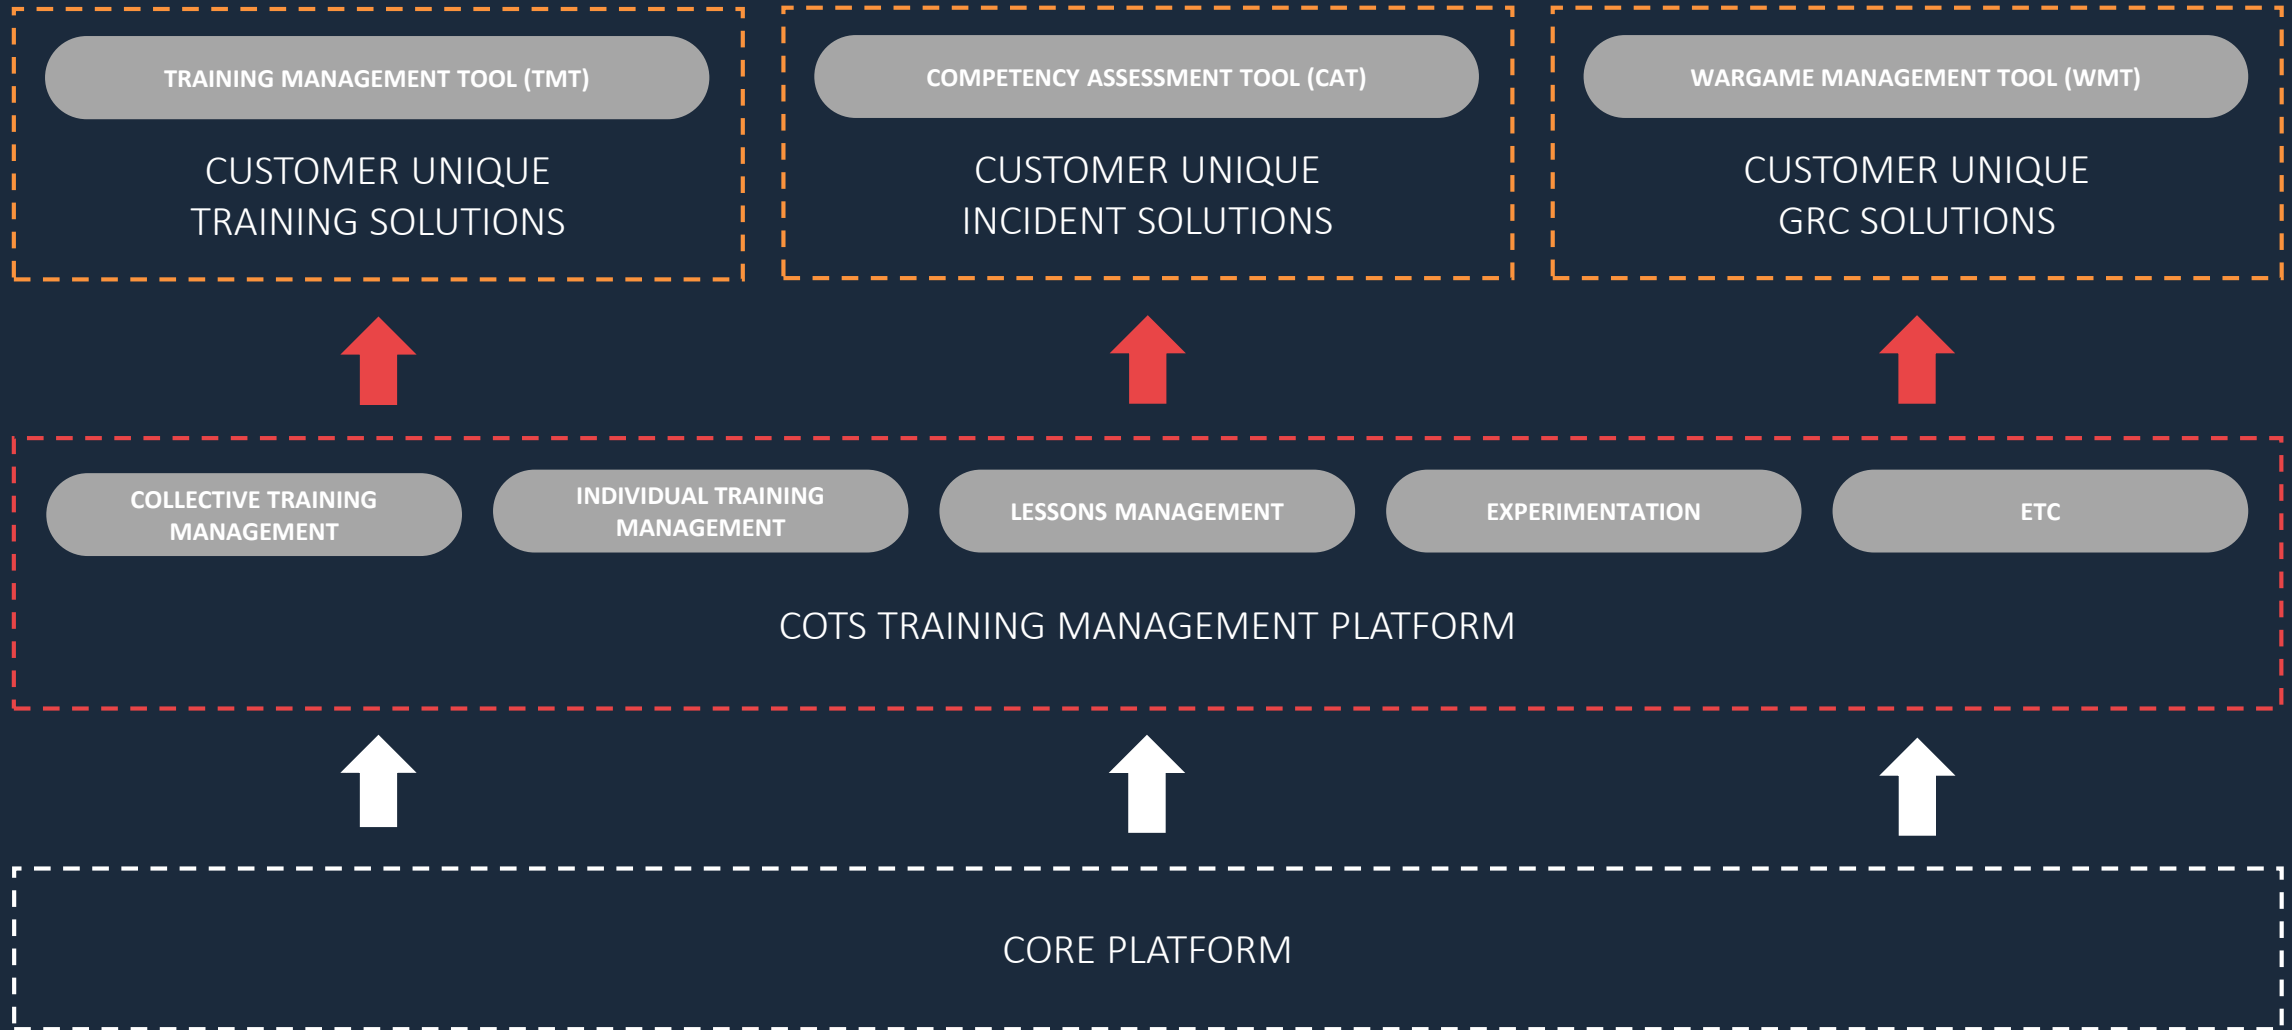 TRAINING MANAGEMENT TOOL (TMT)
CUSTOMER UNIQUE
TRAINING SOLUTIONS
COMPETENCY ASSESSMENT TOOL (CAT)
CUSTOMER UNIQUE
INCIDENT SOLUTIONS
WARGAME MANAGEMENT TOOL (WMT)
CUSTOMER UNIQUE
GRC SOLUTIONS
COLLECTIVE TRAINING
MANAGEMENT
INDIVIDUAL TRAINING
MANAGEMENT
LESSONS MANAGEMENT
EXPERIMENTATION
ETC
COTS TRAINING MANAGEMENT PLATFORM
CORE PLATFORM